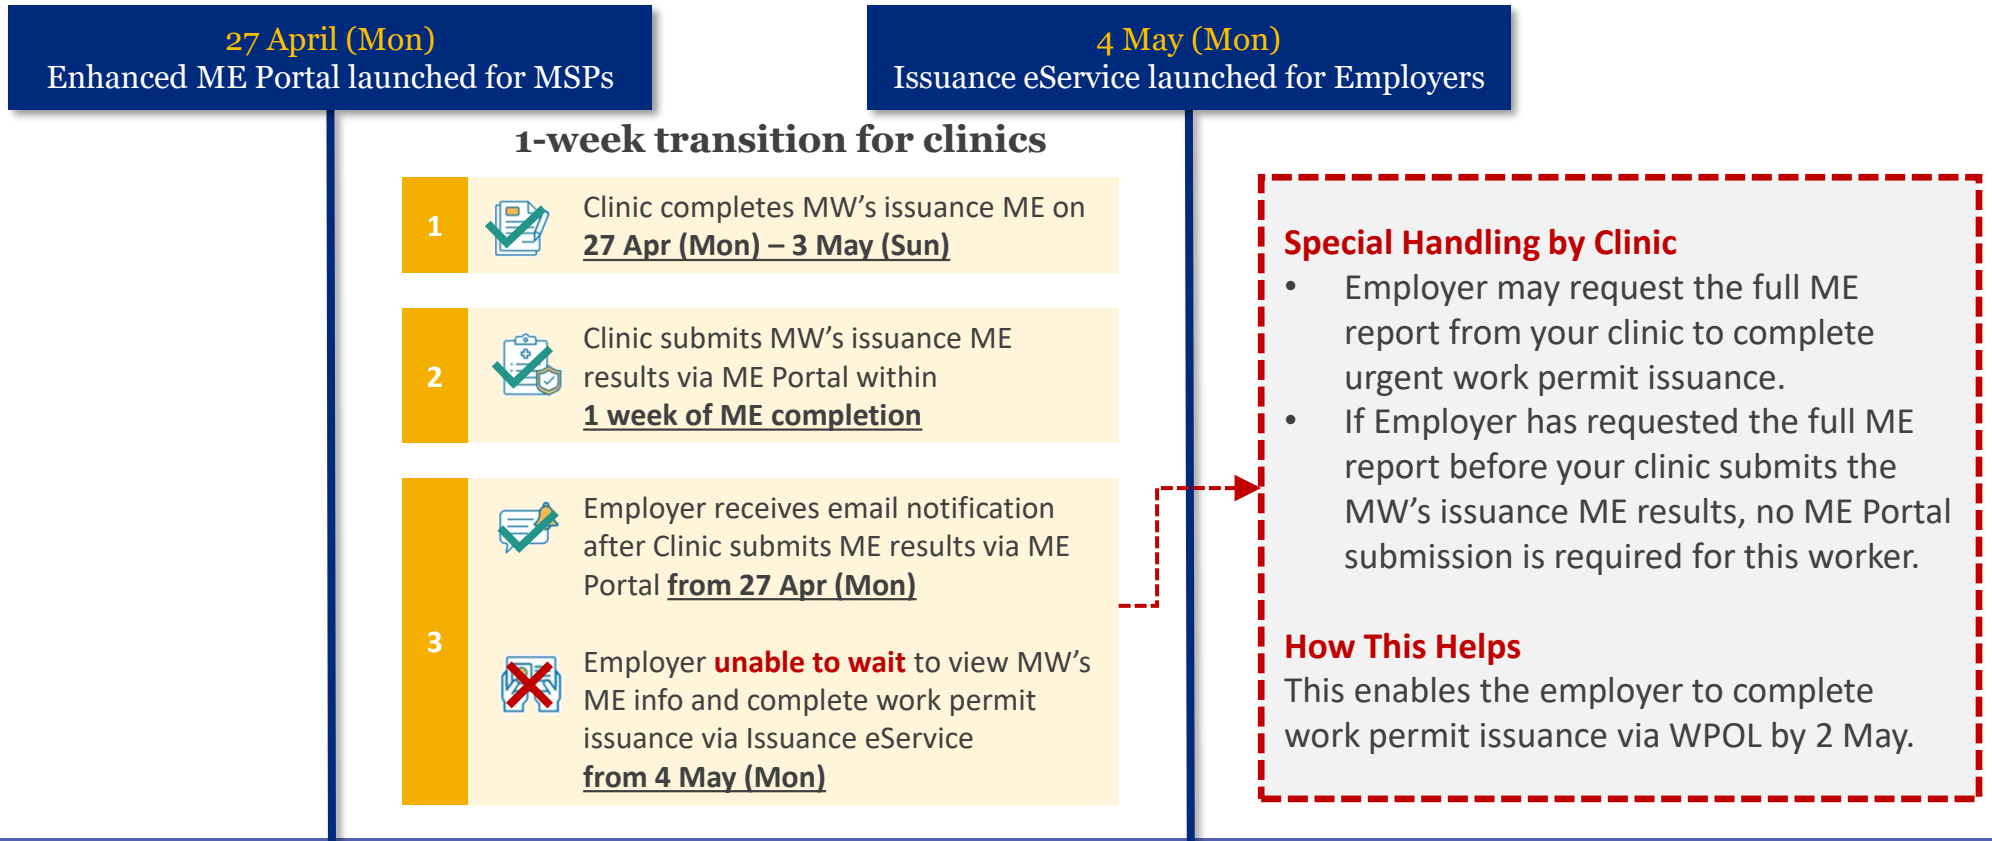 27 April (Mon)
Enhanced ME Portal launched for MSPs
4 May (Mon)
Issuance eService launched for Employers
1-week transition for clinics
1
Clinic completes MW’s issuance ME on
27 Apr (Mon) – 3 May (Sun)
2
Clinic submits MW’s issuance ME
results via ME Portal within
1 week of ME completion
3
Employer receives email notification
after Clinic submits ME results via ME
Portal from 27 Apr (Mon)
Employer unable to wait to view MW’s
ME info and complete work permit
issuance via Issuance eService
from 4 May (Mon)
Special Handling by Clinic
• Employer may request the full ME
report from your clinic to complete
urgent work permit issuance.
• If Employer has requested the full ME
report before your clinic submits the
MW’s issuance ME results, no ME Portal
submission is required for this worker.
How This Helps
This enables the employer to complete
work permit issuance via WPOL by 2 May.